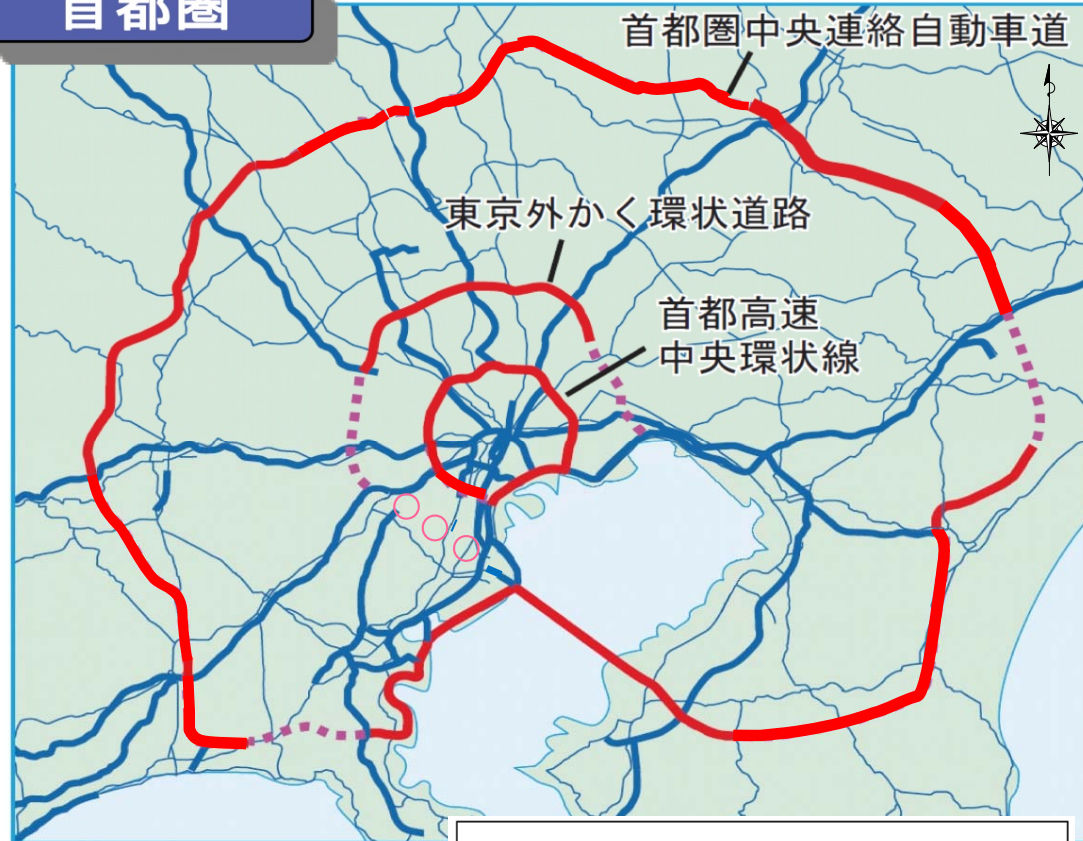 首都圏
首都圏中央連絡自動車道
東京外かく環状道路
首都高速
中央環状線